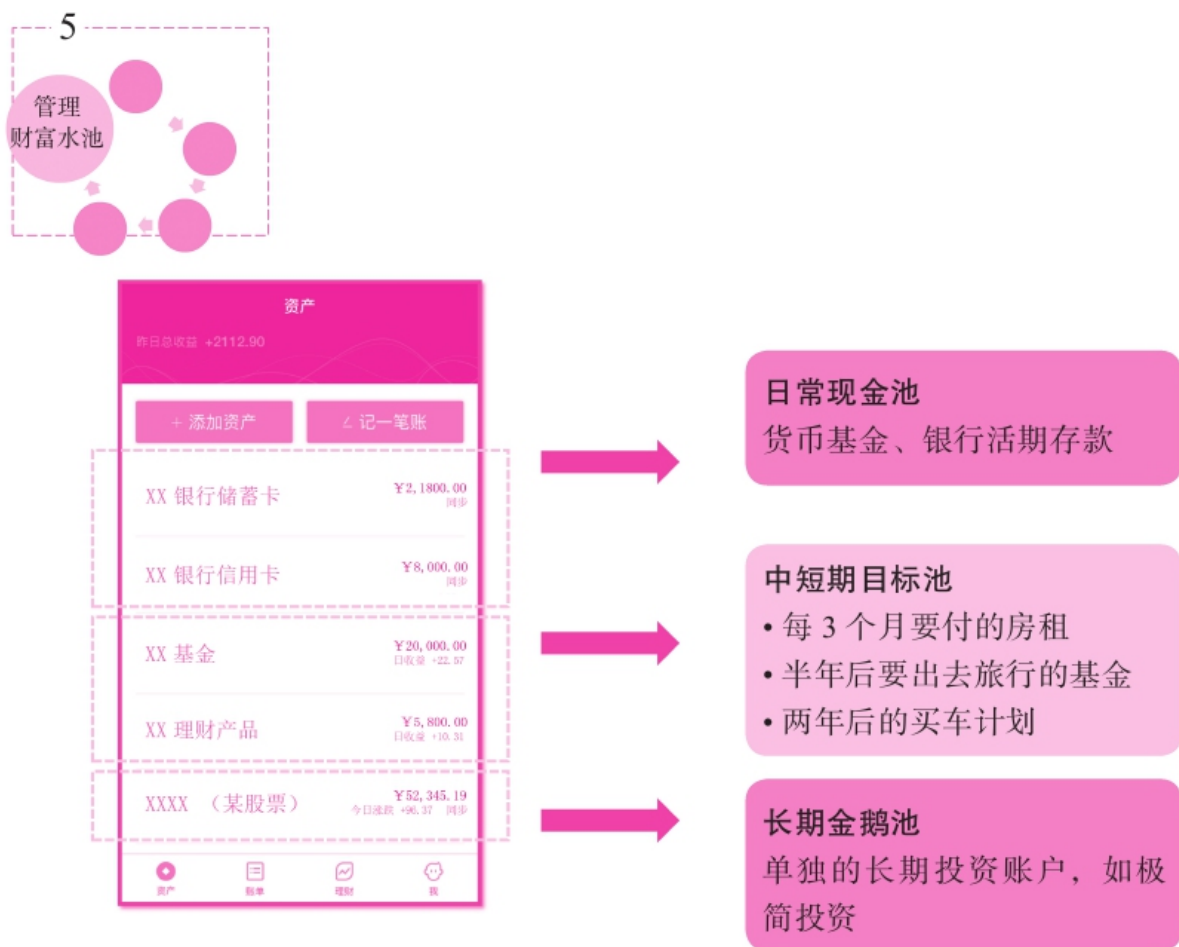 5
管理
财富水池
资产
昨日总收益 +2112.90
+ 添加资产
记一笔账
XX 银行储蓄卡
¥2,1800.00
同步
XX 银行信用卡
¥8,000.00
同步
XX 基金
¥20,000.00
日收益 +22.57
XX 理财产品
¥5,800.00
日收益 +10.31
XXXX （某股票）
¥52,345.19
今日涨跌 +96.37 同步
资产
账单
理财
我
日常现金池
货币基金、银行活期存款
中短期目标池
• 每 3 个月要付的房租
• 半年后要出去旅行的基金
• 两年后的买车计划
长期金鹅池
单独的长期投资账户，如极
简投资